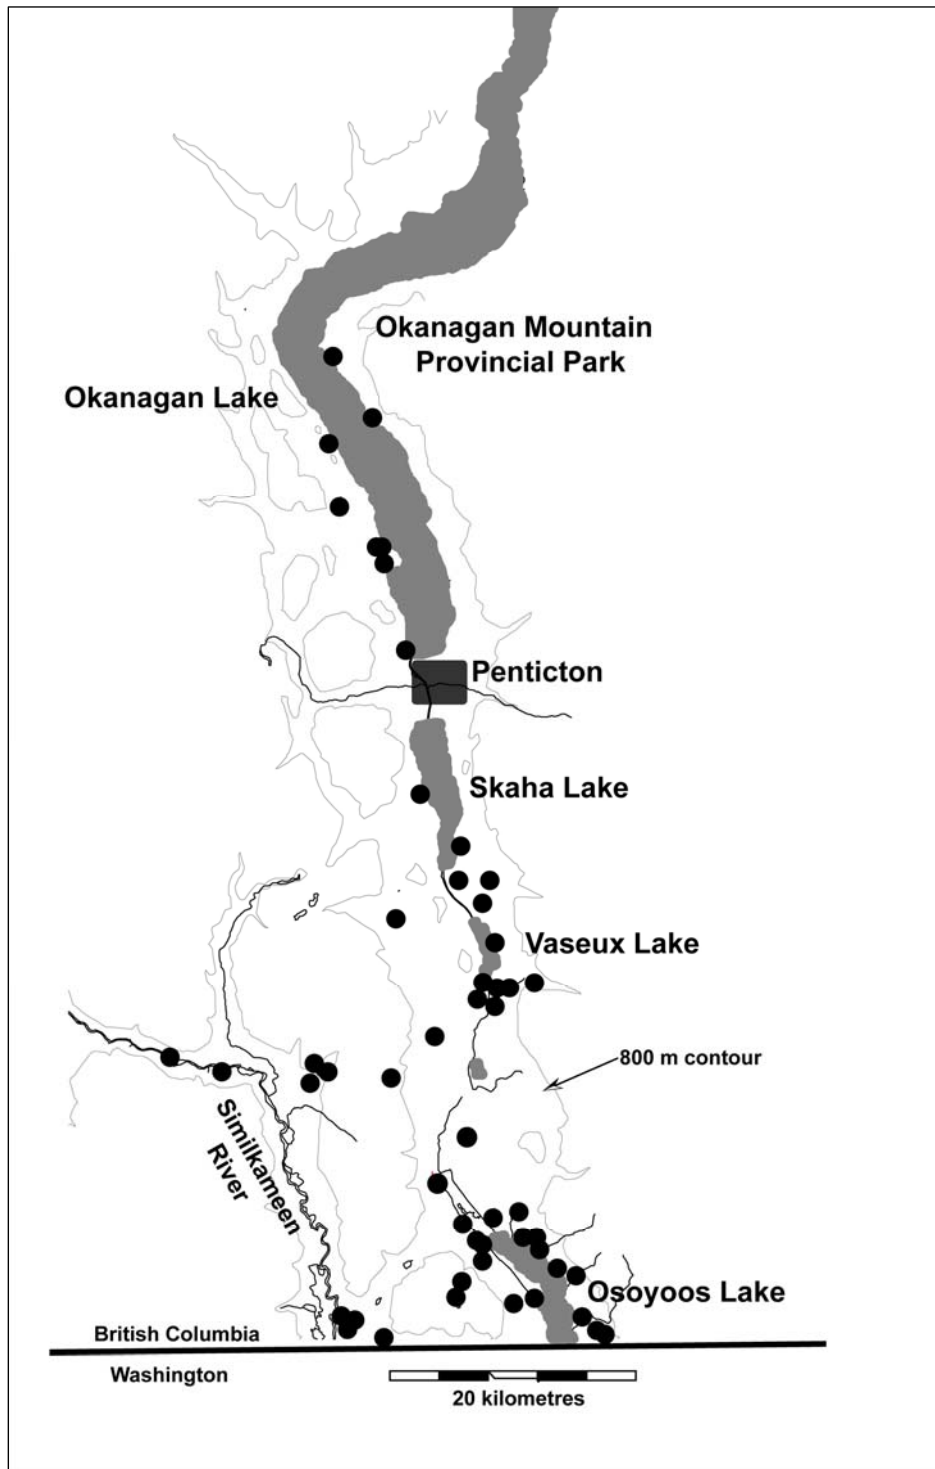 Okanagan Mountain
Provincial Park
Okanagan Lake
Penticton
Skaha Lake
Vaseux Lake
800 m contour
Similkameen
River
Osoyoos Lake
British Columbia
Washington
20 kilometres